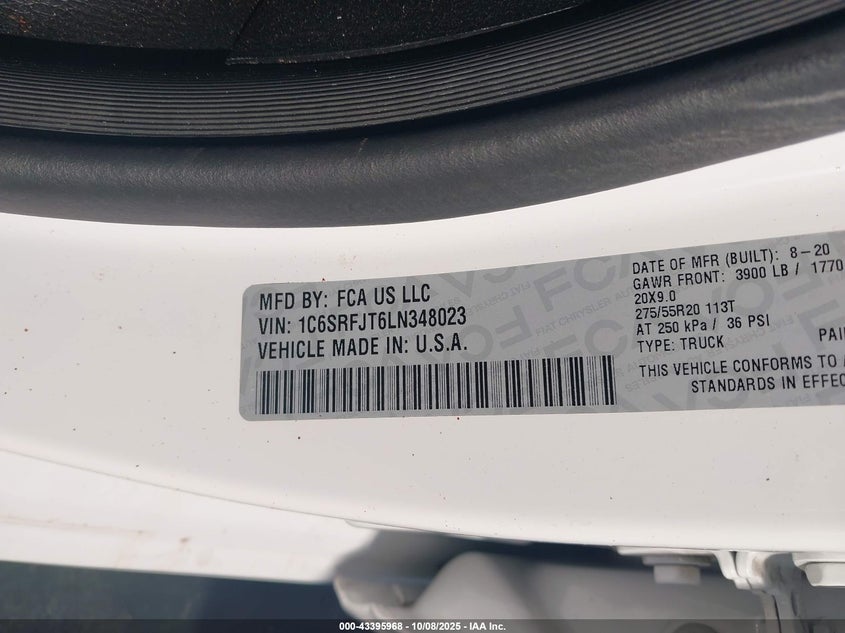 MFD BY: FCA US LLC
VIN: 1C6SRFJT6LN348023
VEHICLE MADE IN: U.S.A.
DATE OF MFR (BUILT): 8-20
GAWR FRONT: 3900 LB / 1770
20X9.0
275/55R20 113T
AT 250 kPa / 36 PSI
TYPE: TRUCK
THIS VEHICLE CONFORMS TO
STANDARDS IN
000-43395968 - 10/08/2025 - IAA Inc.